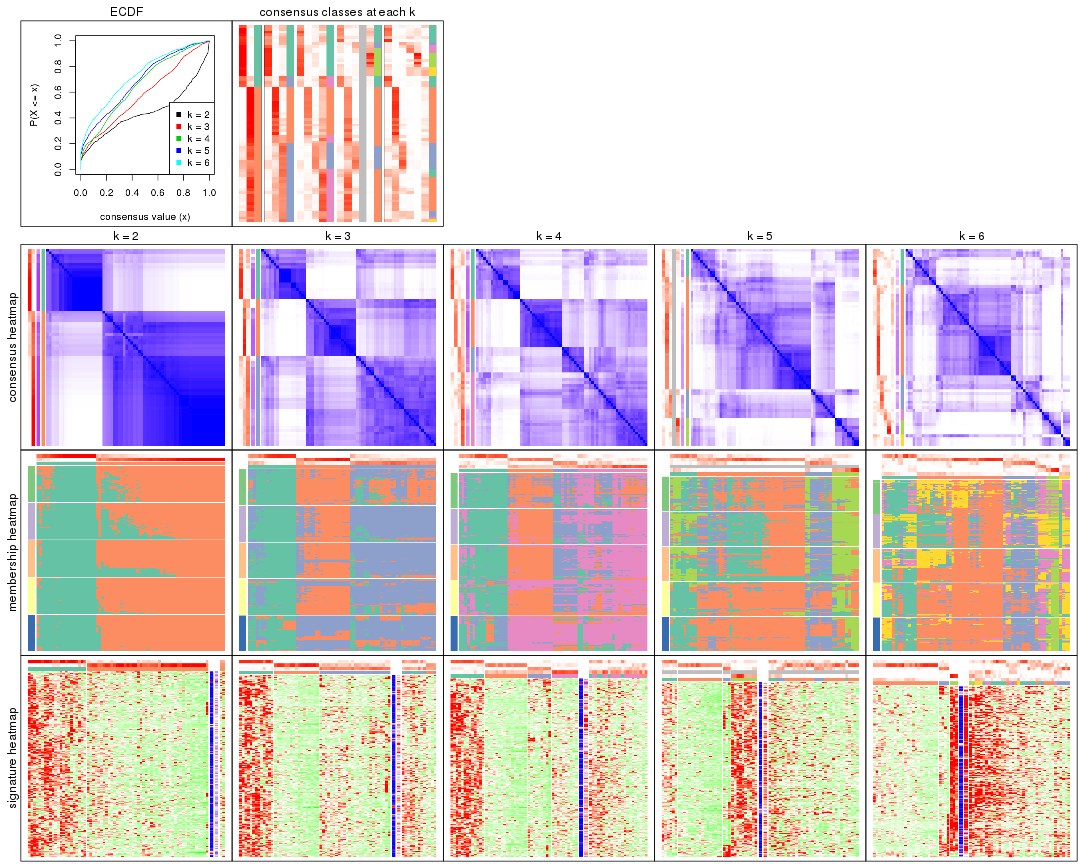 ECDF
consensus classes at each k
P(X <= x)
0.0 0.2 0.4 0.6 0.8 1.0
k = 2
k = 3
k = 4
k = 5
k = 6
0.0 0.2 0.4 0.6 0.8 1.0
consensus value (x)
k = 2
k = 3
k = 4
k = 5
k = 6
consensus heatmap
membership heatmap
signature heatmap